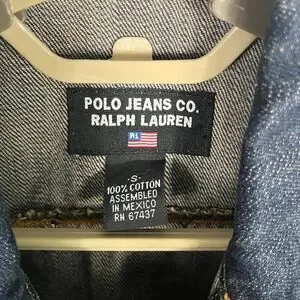 POLO JEANS CO.
RALPH LAUREN
RL
-S-
100% COTTON
ASSEMBLED
IN MEXICO
RN 67437